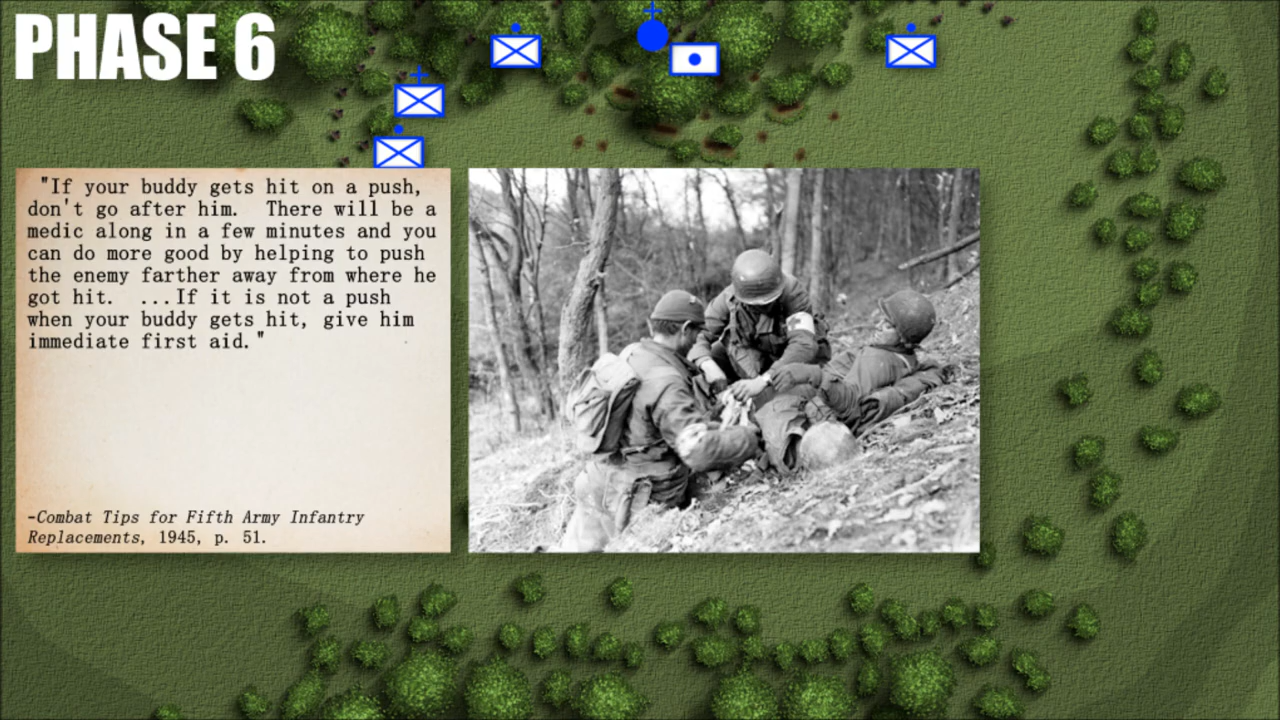 PHASE 6
"If your buddy gets hit on a push,
don't go after him.  There will be a
medic along in a few minutes and you
can do more good by helping to push
the enemy farther away from where he
got hit.  ...If it is not a push
when your buddy gets hit, give him
immediate first aid."
-Combat Tips for Fifth Army Infantry
Replacements, 1945, p. 51.